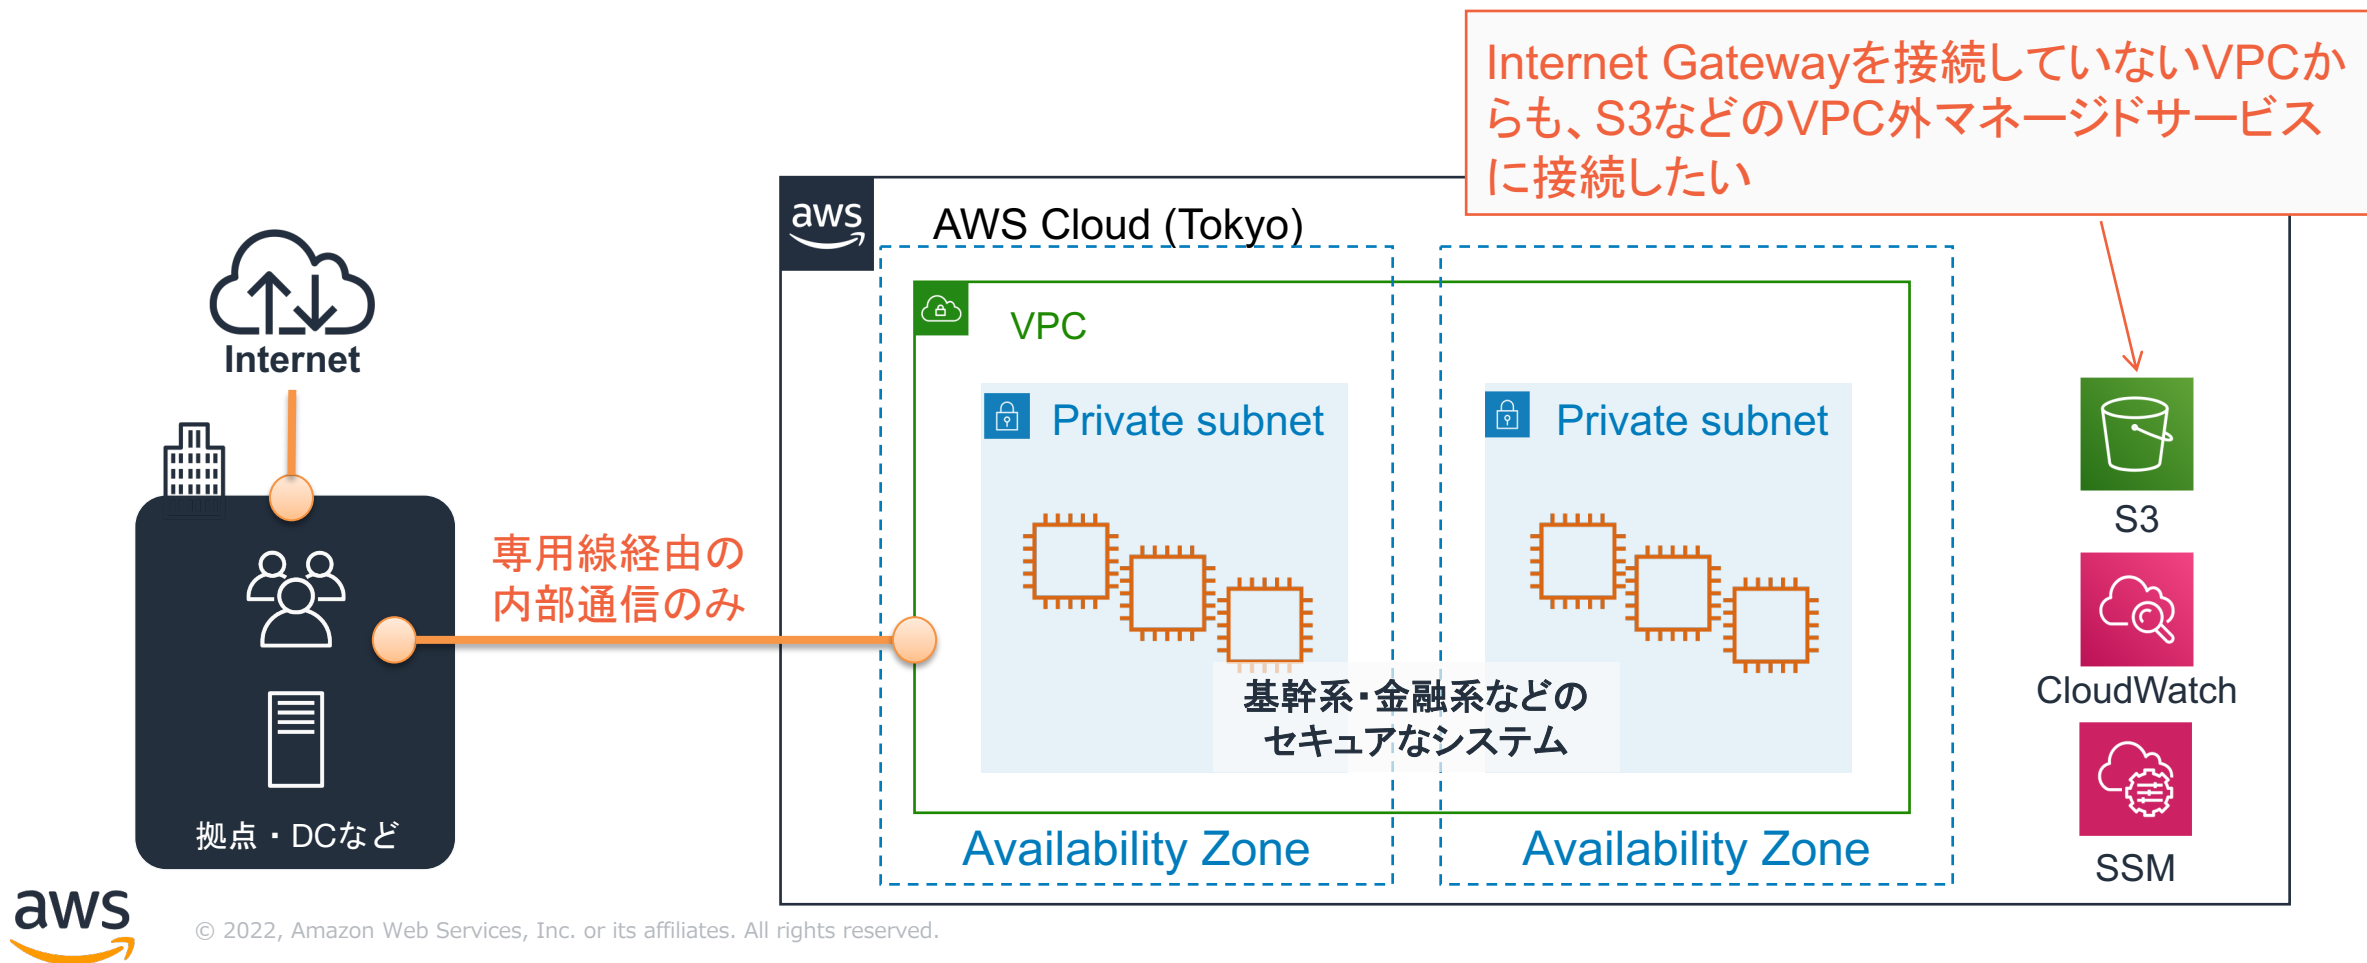 Internet Gatewayを接続していないVPCか
らも、S3などのVPC外マネージドサービス
に接続したい
aws
AWS Cloud (Tokyo)
Internet
VPC
Private subnet
Private subnet
専用線経由の
内部通信のみ
基幹系・金融系などの
セキュアなシステム
S3
CloudWatch
SSM
拠点・DCなど
Availability Zone
Availability Zone
aws
© 2022, Amazon Web Services, Inc. or its affiliates. All rights reserved.